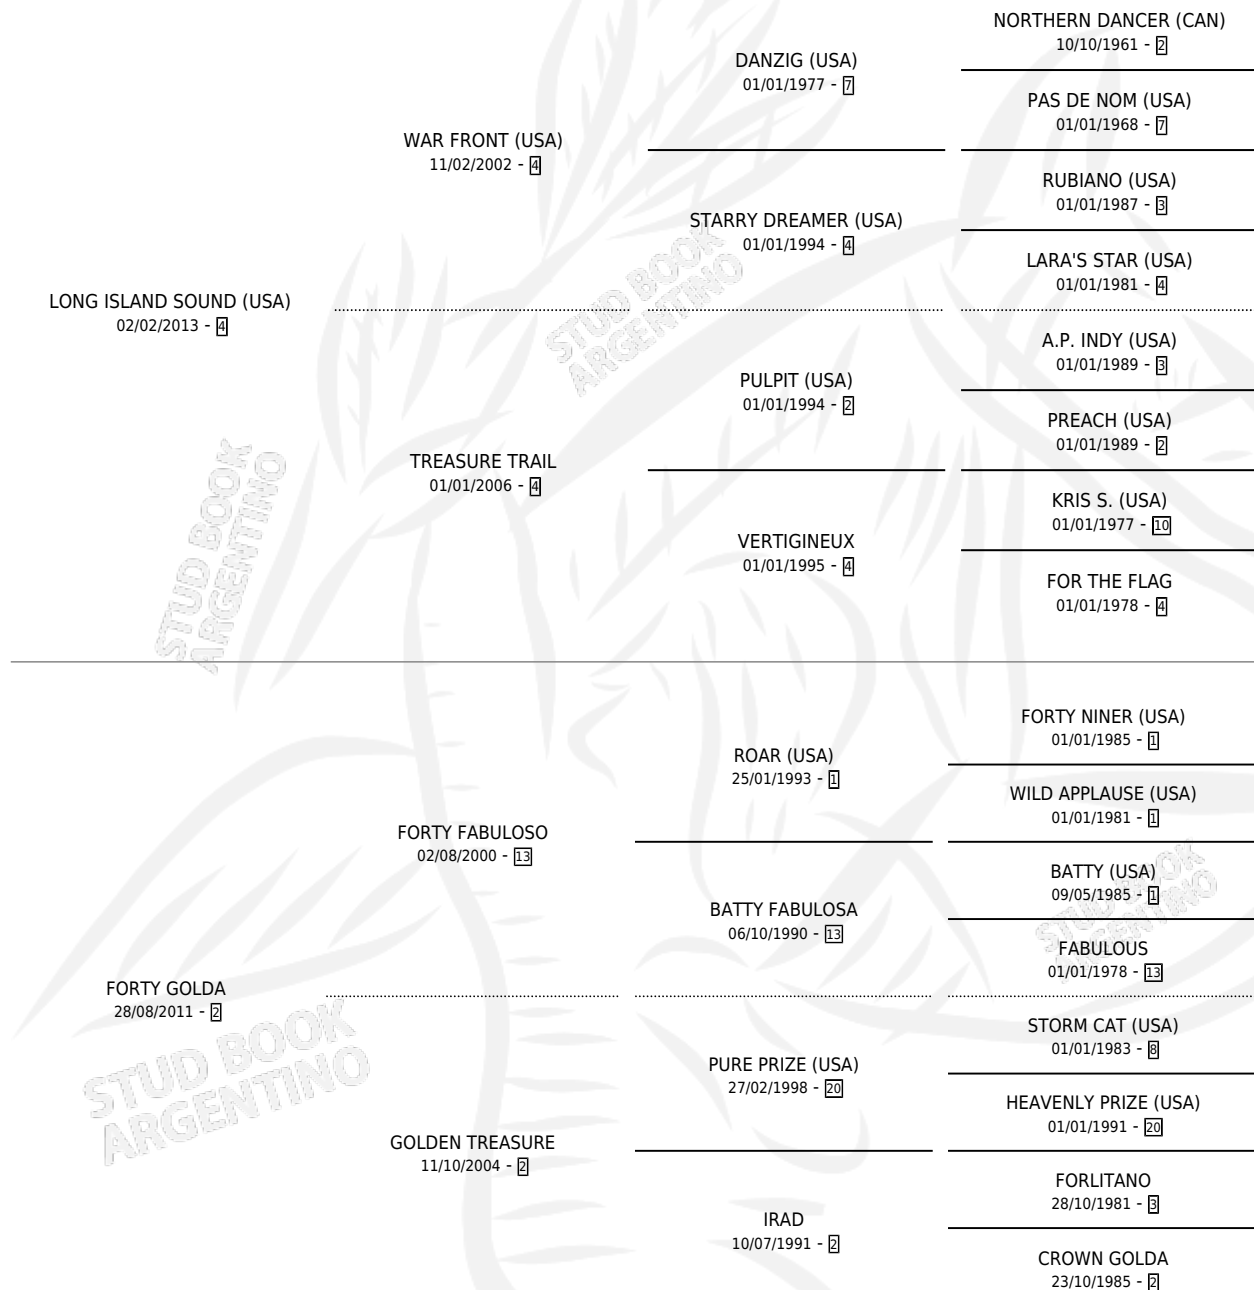 NORTHERN DANCER (CAN)
10/10/1961 - 2
DANZIG (USA)
01/01/1977 - 7
PAS DE NOM (USA)
01/01/1968 - 7
WAR FRONT (USA)
11/02/2002 - 4
RUBIANO (USA)
01/01/1987 - 3
STARRY DREAMER (USA)
01/01/1994 - 4
LARA'S STAR (USA)
01/01/1981 - 4
LONG ISLAND SOUND (USA)
02/02/2013 - 4
STUD BOOK
ARGENTINO
A.P. INDY (USA)
01/01/1989 - 3
PULPIT (USA)
01/01/1994 - 2
PREACH (USA)
01/01/1989 - 2
TREASURE TRAIL
01/01/2006 - 4
KRIS S. (USA)
01/01/1977 - 10
VERTIGINEUX
01/01/1995 - 4
FOR THE FLAG
01/01/1978 - 4
STUD BOOK
ARGENTINO
FORTY NINER (USA)
01/01/1985 - 1
ROAR (USA)
25/01/1993 - 1
WILD APPLAUSE (USA)
01/01/1981 - 1
FORTY FABULOSO
02/08/2000 - 13
BATTY (USA)
09/05/1985 - 1
BATTY FABULOSA
06/10/1990 - 13
STUD BOOK
ARGENTINO
FABULOUS
01/01/1978 - 13
FORTY GOLDA
28/08/2011 - 2
STUD BOOK
ARGENTINO
STORM CAT (USA)
01/01/1983 - 8
PURE PRIZE (USA)
27/02/1998 - 20
HEAVENLY PRIZE (USA)
01/01/1991 - 20
GOLDEN TREASURE
11/10/2004 - 2
FORLITANO
28/10/1981 - 3
IRAD
10/07/1991 - 2
CROWN GOLDA
23/10/1985 - 2